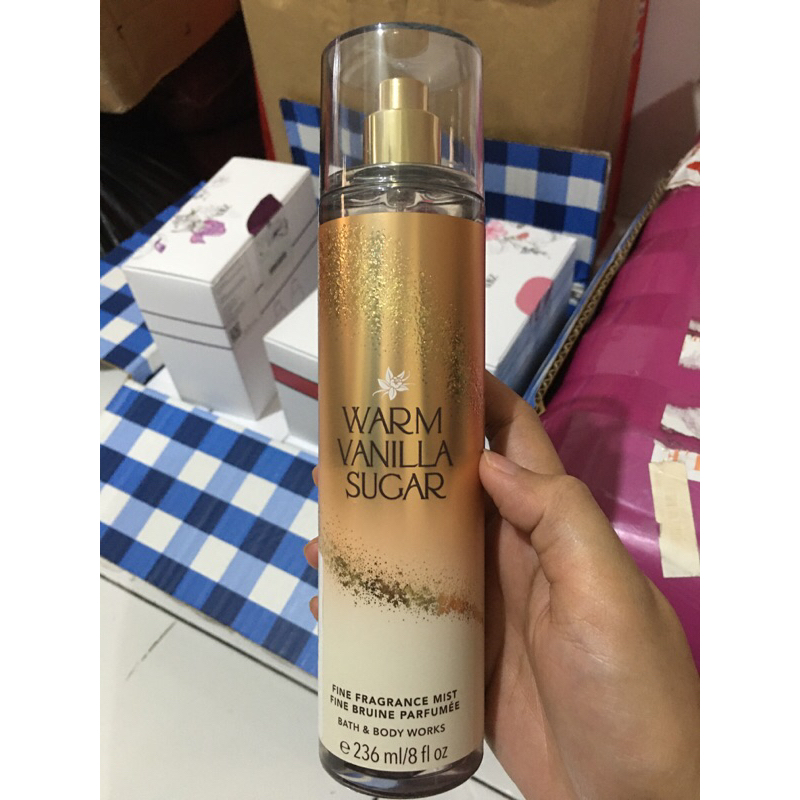 WARM
VANILLA
SUGAR
FINE FRAGRANCE MIST
FINE BRUINE PARFUMÉE
BATH & BODY WORKS
e 236 ml/8 fl oz